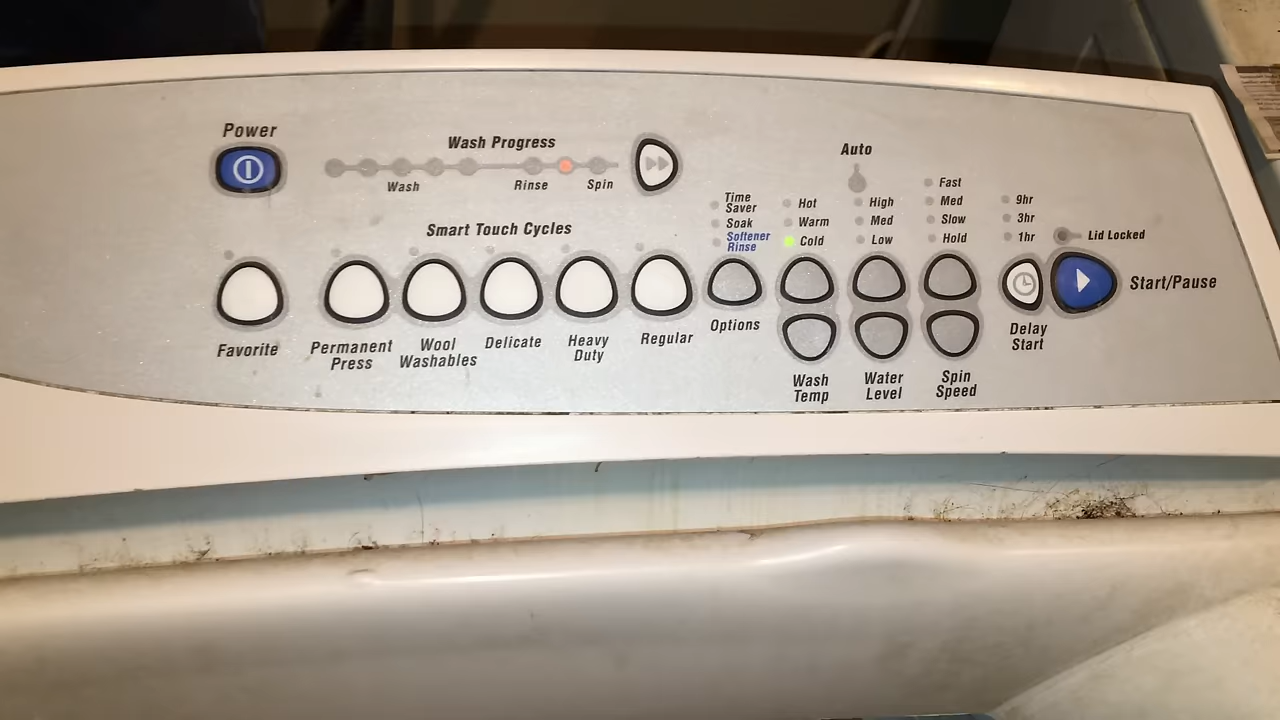 Power
Wash Progress
Wash
Rinse
Spin
Smart Touch Cycles
Favorite
Permanent
Press
Wool
Washables
Delicate
Heavy
Duty
Regular
Time
Saver
Soak
Softener
Rinse
Options
Hot
Warm
Cold
Wash
Temp
Auto
High
Med
Low
Water
Level
Fast
Med
Slow
Hold
Spin
Speed
9hr
3hr
1hr
Delay
Start
Lid Locked
Start/Pause